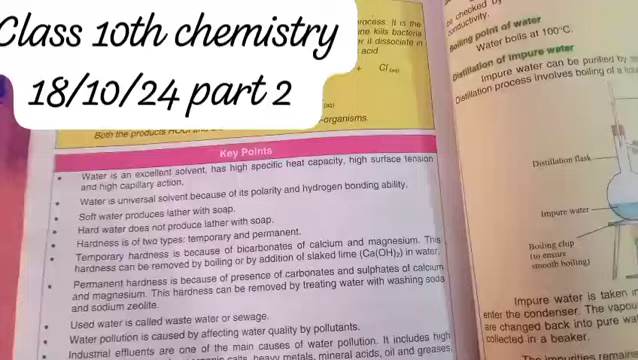 Class 10th chemistry
18/10/24 part 2
process. It is the
ine kills bacteria
er it dissociate in
acid
+ Cl⁻(aq)
-organisms.
Both the products HOCl and
Key Points
• Water is an excellent solvent, has high specific heat capacity, high surface tension
and high capillary action.
• Water is universal solvent because of its polarity and hydrogen bonding ability.
• Soft water produces lather with soap.
• Hard water does not produce lather with soap.
• Hardness is of two types: temporary and permanent.
• Temporary hardness is because of bicarbonates of calcium and magnesium. This
hardness can be removed by boiling or by addition of slaked lime (Ca(OH)₂) in water.
• Permanent hardness is because of presence of carbonates and sulphates of calcium
and magnesium. This hardness can be removed by treating water with washing soda
and sodium zeolite.
• Used water is called waste water or sewage.
• Water pollution is caused by affecting water quality by pollutants.
• Industrial effluents are one of the main causes of water pollution. It includes high
salts, heavy metals, mineral acids, oil and greases,
be checked by
conductivity.
Boiling point of water
Water boils at 100°C.
Distillation of impure water
Impure water can be purified by
Distillation process involves boiling of a
Distillation flask
Impure water
Boiling chip
(to ensure
smooth boiling)
Impure water is taken in
enter the condenser. The vapou
are changed back into pure wat
collected in a beaker.
The impurities remain